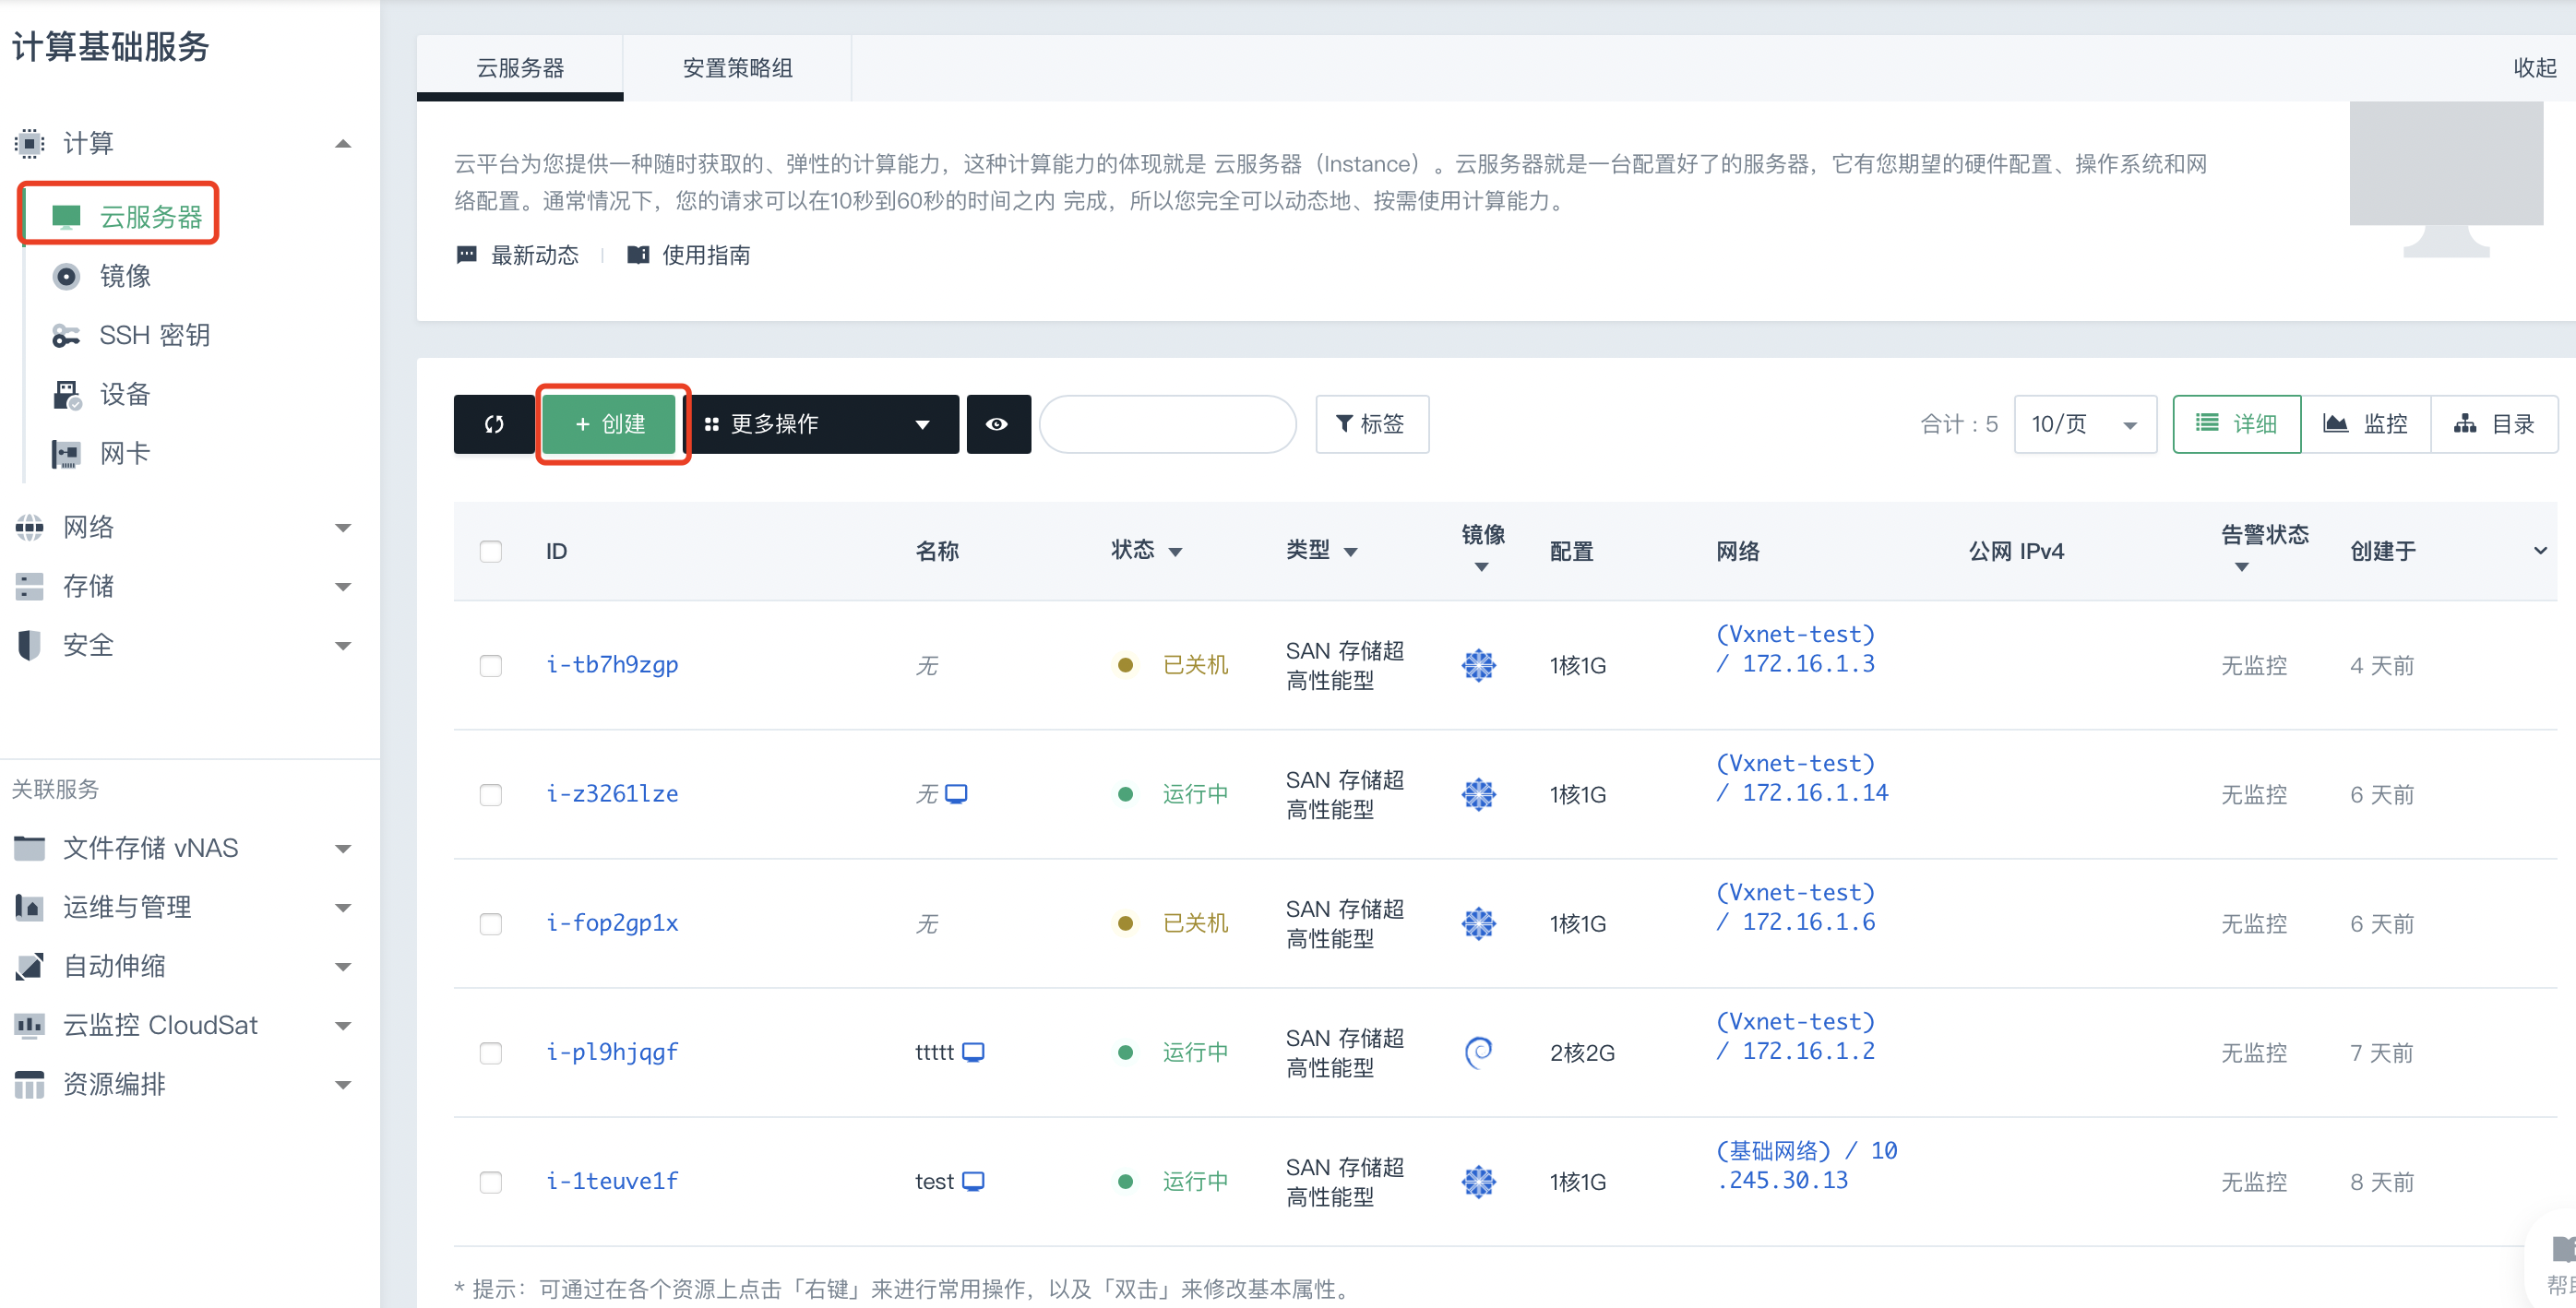 计算基础服务
计算
云服务器
镜像
SSH 密钥
设备
网卡
网络
存储
安全
关联服务
文件存储 vNAS
运维与管理
自动伸缩
云监控 CloudSat
资源编排
云服务器
安置策略组
收起
云平台为您提供一种随时获取的、弹性的计算能力，这种计算能力的体现就是 云服务器（Instance）。云服务器就是一台配置好了的服务器，它有您期望的硬件配置、操作系统和网
络配置。通常情况下，您的请求可以在10秒到60秒的时间之内 完成，所以您完全可以动态地、按需使用计算能力。
最新动态
使用指南
+ 创建
更多操作
标签
合计：5
10/页
详细
监控
目录
ID 名称 状态 类型 镜像 配置 网络 公网 IPv4 告警状态 创建于
i-tb7h9zgp 无 已关机 SAN 存储超 1核1G (Vxnet-test) 无监控 4 天前
高性能型 / 172.16.1.3
i-z3261lze 无 运行中 SAN 存储超 1核1G (Vxnet-test) 无监控 6 天前
高性能型 / 172.16.1.14
i-fop2gp1x 无 已关机 SAN 存储超 1核1G (Vxnet-test) 无监控 6 天前
高性能型 / 172.16.1.6
i-pl9hjqgf ttttt 运行中 SAN 存储超 2核2G (Vxnet-test) 无监控 7 天前
高性能型 / 172.16.1.2
i-1teuve1f test 运行中 SAN 存储超 1核1G (基础网络) / 10 无监控 8 天前
高性能型 .245.30.13
* 提示：可通过在各个资源上点击「右键」来进行常用操作，以及「双击」来修改基本属性。